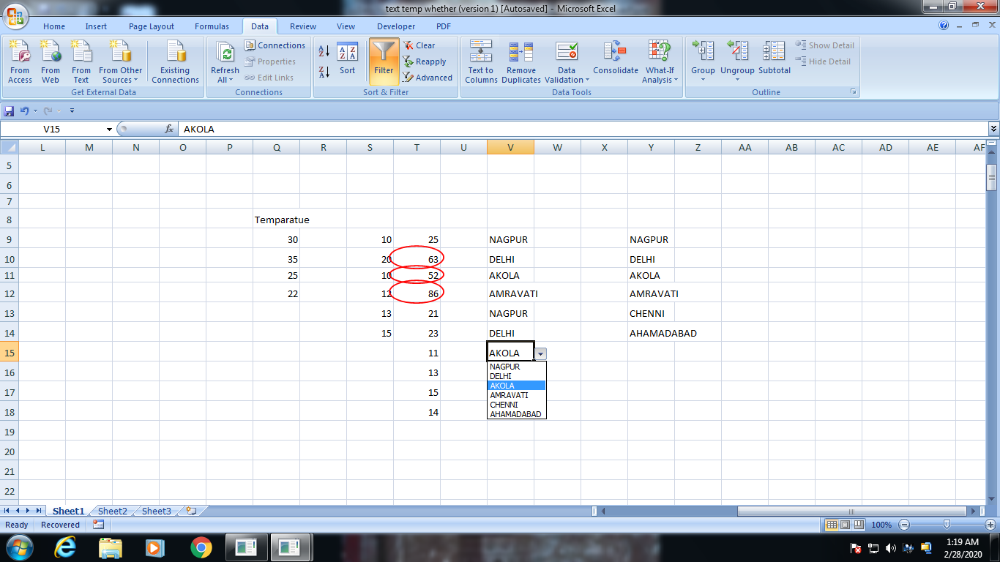 text temp whether (version 1) [Autosaved] - Microsoft Excel
Home Insert Page Layout Formulas Data Review View Developer PDF
From Access From Web From Text From Other Sources Existing Connections Refresh All Connections Properties Edit Links Sort Filter Clear Reapply Advanced Text to Columns Remove Duplicates Data Validation Consolidate What-If Analysis Group Ungroup Subtotal Show Detail Hide Detail
Get External Data Connections Sort & Filter Data Tools Outline
V15 fx AKOLA
L M N O P Q R S T U V W X Y Z AA AB AC AD AE AF
5
6
7
8 Temparatue
9 30 10 25 NAGPUR NAGPUR
10 35 20 63 DELHI DELHI
11 25 10 52 AKOLA AKOLA
12 22 12 86 AMRAVATI AMRAVATI
13 13 21 NAGPUR CHENNI
14 15 23 DELHI AHAMADABAD
15 11 AKOLA
16 13
17 15
18 14
NAGPUR
DELHI
AKOLA
AMRAVATI
CHENNI
AHAMADABAD
19
20
21
22
Sheet1 Sheet2 Sheet3
Ready Recovered 100%
1:19 AM
2/28/2020